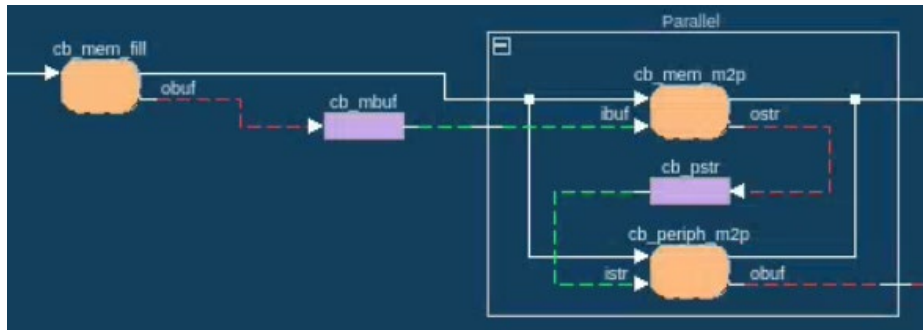 Parallel
cb_mem_fill
obuf
cb_mbuf
cb_mem_m2p
ibuf
ostr
cb_pstr
cb_periph_m2p
istr
obuf